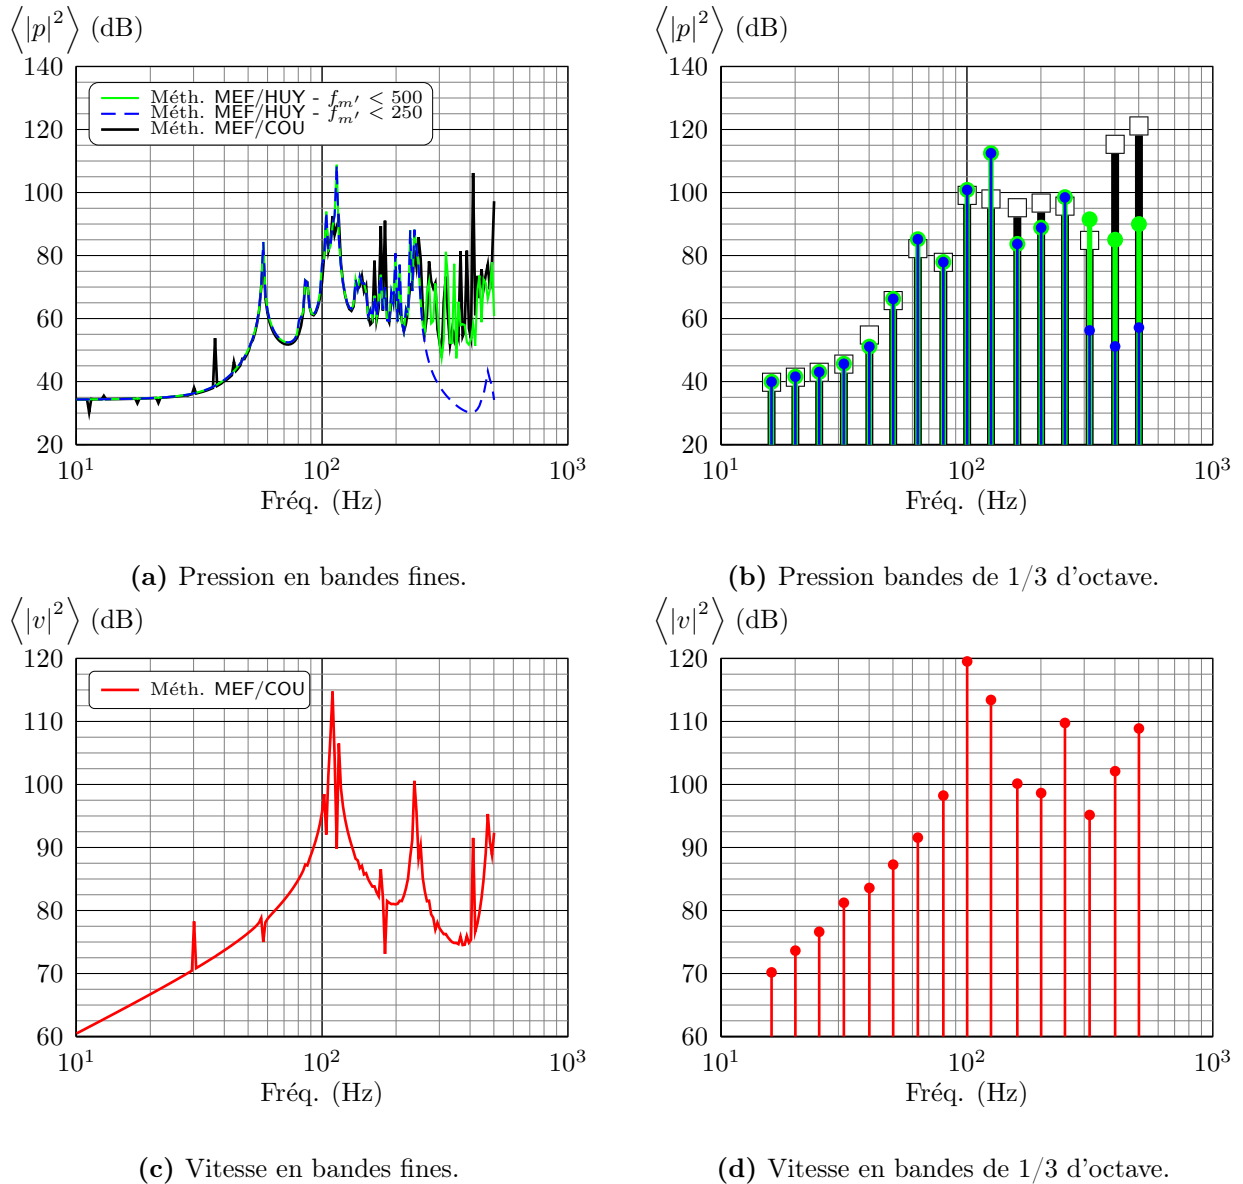 ⟨|p|²⟩ (dB)
140
120
100
80
60
40
20
Méth. MEF/HUY - fₘ′ < 500
Méth. MEF/HUY - fₘ′ < 250
Méth. MEF/COU
10¹ 10² 10³
Fréq. (Hz)
(a) Pression en bandes fines.
⟨|p|²⟩ (dB)
140
120
100
80
60
40
20
10¹ 10² 10³
Fréq. (Hz)
(b) Pression bandes de 1/3 d'octave.
⟨|v|²⟩ (dB)
120
110
100
90
80
70
60
Méth. MEF/COU
10¹ 10² 10³
Fréq. (Hz)
(c) Vitesse en bandes fines.
⟨|v|²⟩ (dB)
120
110
100
90
80
70
60
10¹ 10² 10³
Fréq. (Hz)
(d) Vitesse en bandes de 1/3 d'octave.